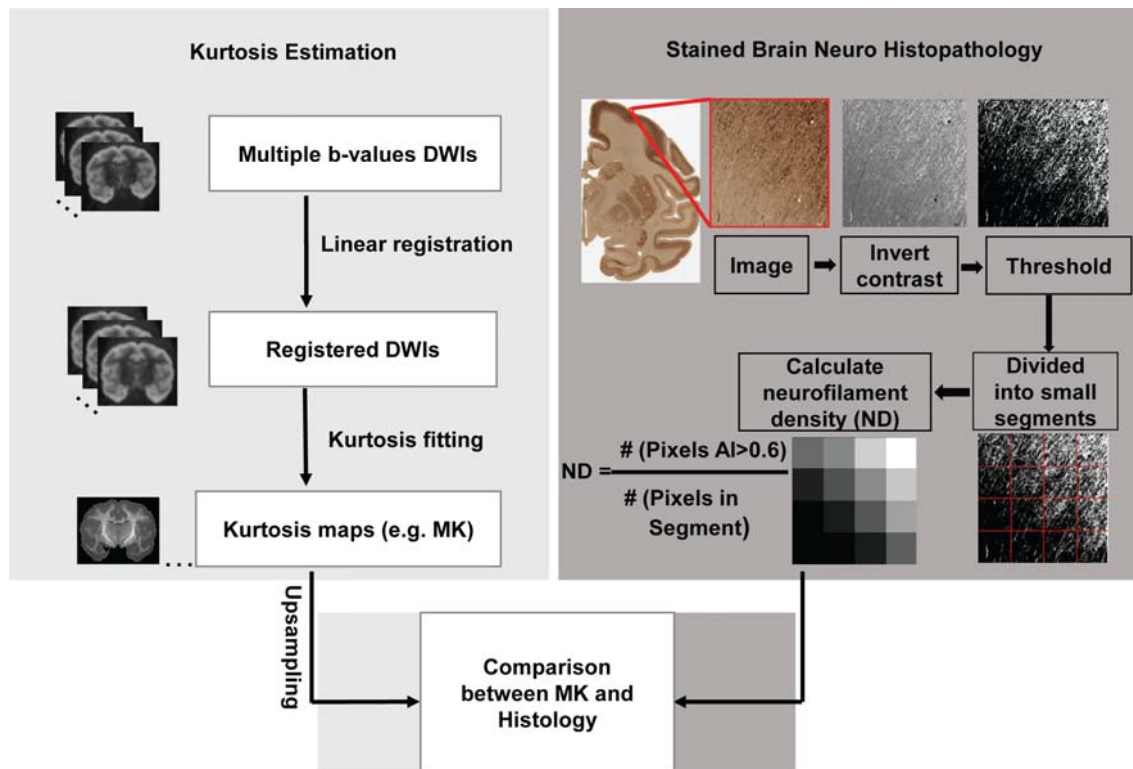 Kurtosis Estimation
Multiple b-values DWIs
Linear registration
Registered DWIs
Kurtosis fitting
Kurtosis maps (e.g. MK)
Upsampling
Stained Brain Neuro Histopathology
Image
Invert
contrast
Threshold
Divided
into small
segments
Calculate
neurofilament
density (ND)
ND = # (Pixels AI>0.6)
# (Pixels in
Segment)
Comparison
between MK and
Histology